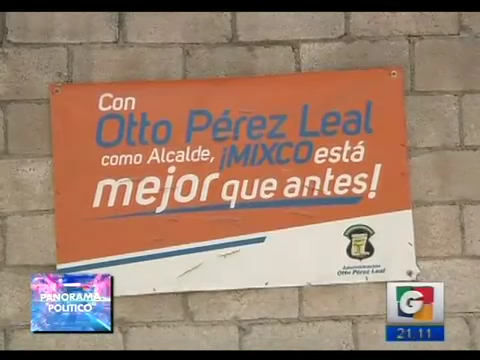 Con
Otto Pérez Leal
como Alcalde, ¡MIXCO está
mejor que antes!
Administración
Otto Pérez Leal
PANORAMA
POLÍTICO
G
21:11